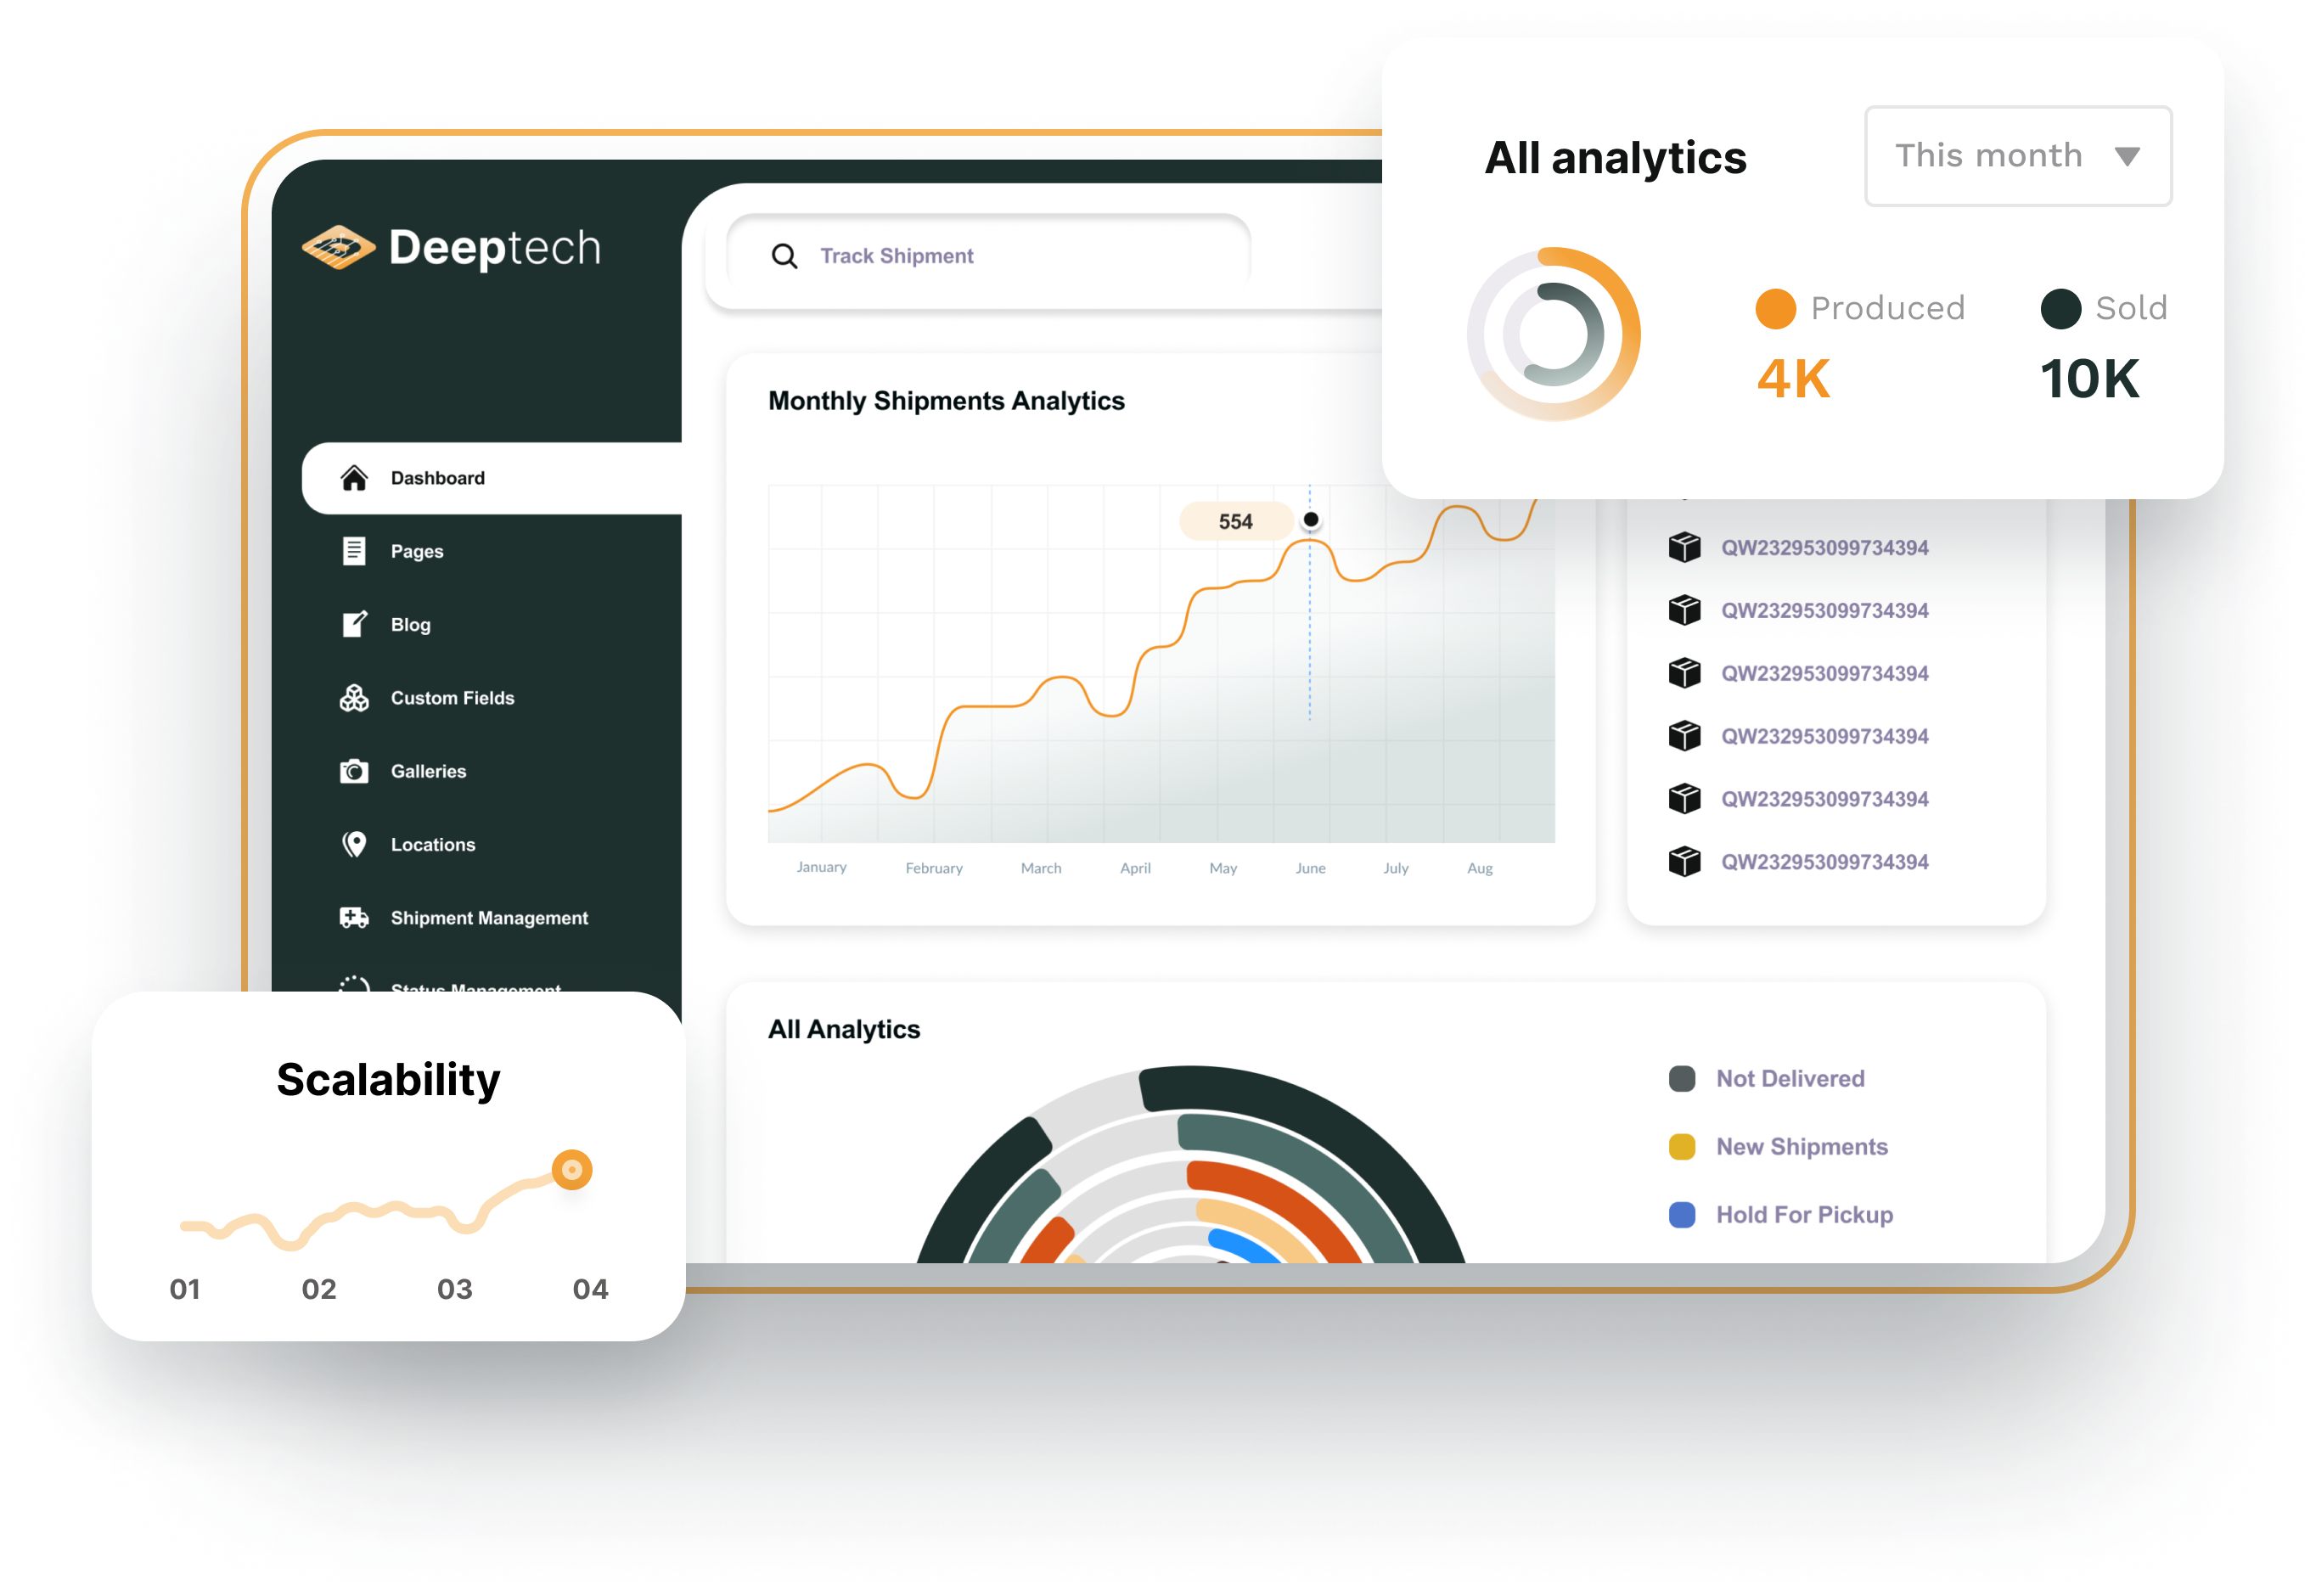 Deeptech
Track Shipment
All analytics
This month
Produced
Sold
4K
10K
Dashboard
Pages
Blog
Custom Fields
Galleries
Locations
Shipment Management
Status Management
Monthly Shipments Analytics
554
January February March April May June July Aug
QW232953099734394
QW232953099734394
QW232953099734394
QW232953099734394
QW232953099734394
QW232953099734394
All Analytics
Not Delivered
New Shipments
Hold For Pickup
Scalability
01 02 03 04